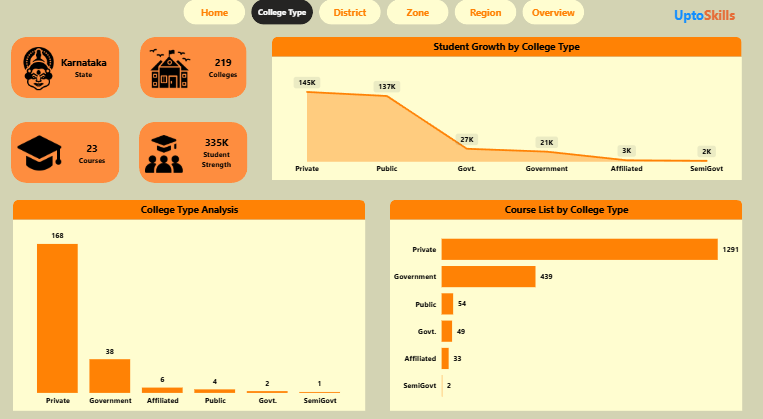 Home
College Type
District
Zone
Region
Overview
UptoSkills
Karnataka
State
219
Colleges
23
Courses
335K
Student
Strength
Student Growth by College Type
145K
137K
27K
21K
3K
2K
Private
Public
Govt.
Government
Affiliated
SemiGovt
College Type Analysis
168
38
6
4
2
1
Private
Government
Affiliated
Public
Govt.
SemiGovt
Course List by College Type
Private 1291
Government 439
Public 54
Govt. 49
Affiliated 33
SemiGovt 2